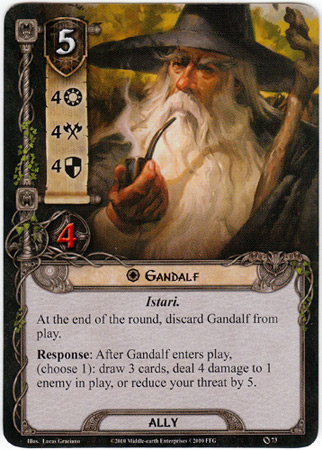 5
4
4
4
4
Gandalf
Istari.
At the end of the round, discard Gandalf from
play.
Response: After Gandalf enters play,
(choose 1): draw 3 cards, deal 4 damage to 1
enemy in play, or reduce your threat by 5.
ALLY
Illus. Lucas Graciano ©2010 Middle-earth Enterprises ©2010 FFG 73